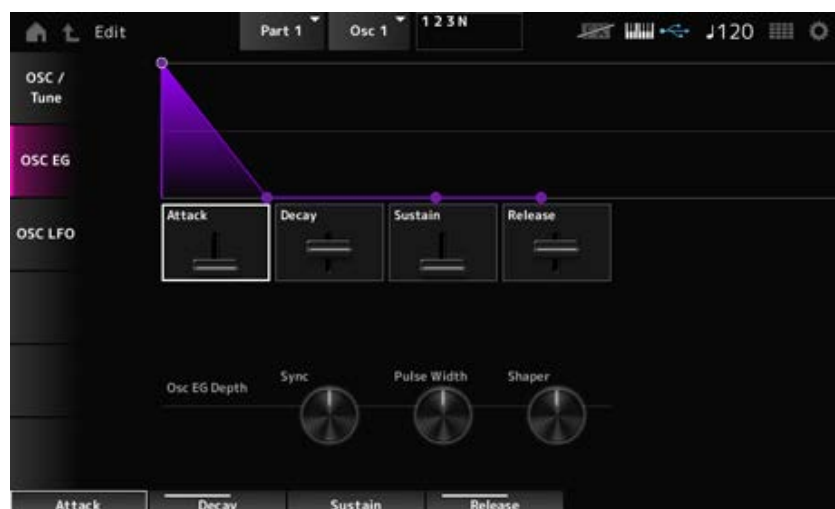 Edit
Part 1
Osc 1
1 2 3 N
♩120
OSC /
Tune
OSC EG
OSC LFO
Attack
Decay
Sustain
Release
Osc EG Depth
Sync
Pulse Width
Shaper
Attack
Decay
Sustain
Release